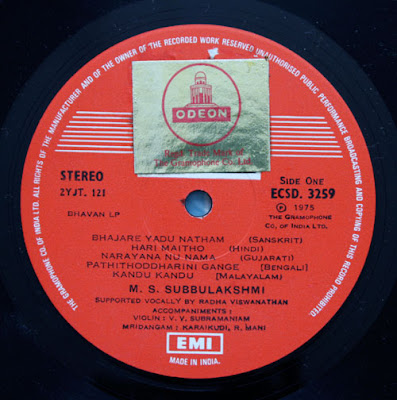 ALL RIGHTS OF THE MANUFACTURER AND OF THE OWNER OF THE RECORDED WORK RESERVED UNAUTHORISED PUBLIC PERFORMANCE BROADCASTING AND COPYING OF THIS RECORD PROHIBITED.
THE GRAMOPHONE CO. OF INDIA LTD.
ODEON
Regd. Trade Mark of
The Gramophone Co. Ltd.
STEREO
2YJT. 121
SIDE ONE
ECSD. 3259
℗ 1975
THE GRAMOPHONE
CO. OF INDIA LTD.
BHAVAN LP
BHAJARE YADU NATHAM (SANSKRIT)
HARI MAITHO (HINDI)
NARAYANA NU NAMA (GUJARATI)
PATHITHODDHARINI GANGE [BENGALI]
KANDU KANDU [MALAYALAM]
M. S. SUBBULAKSHMI
SUPPORTED VOCALLY BY RADHA VISWANATHAN
ACCOMPANIMENTS :
VIOLIN : V. V. SUBRAMANIAM
MRIDANGAM : KARAIKUDI, R. MANI
EMI
MADE IN INDIA.